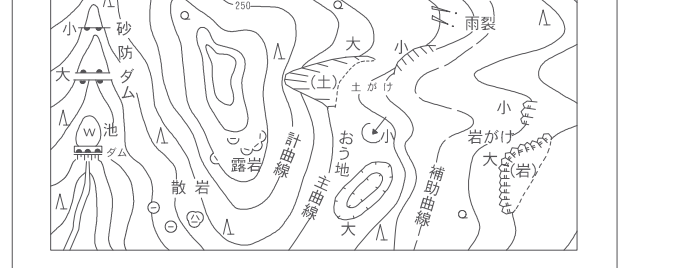 250
小 砂防ダム
大
雨裂
大
小
(土)
土がけ
小
W 池
ダム
岩がけ
大
(岩)
小
おう地
大
計曲線
主曲線
補助曲線
露岩
散岩